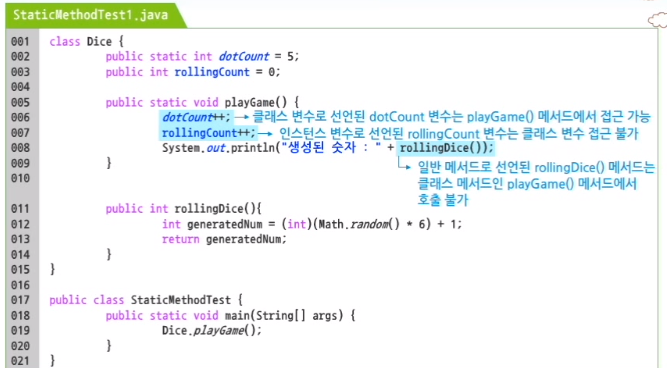 StaticMethodTest1.java
001 class Dice {
002 public static int dotCount = 5;
003 public int rollingCount = 0;
004
005 public static void playGame() {
006 dotCount++; → 클래스 변수로 선언된 dotCount 변수는 playGame() 메서드에서 접근 가능
007 rollingCount++; → 인스턴스 변수로 선언된 rollingCount 변수는 클래스 변수 접근 불가
008 System.out.println("생성된 숫자 : " + rollingDice());
009 }
일반 메서드로 선언된 rollingDice() 메서드는
010
클래스 메서드인 playGame() 메서드에서
호출 불가
011 public int rollingDice(){
012 int generatedNum = (int)(Math.random() * 6) + 1;
013 return generatedNum;
014 }
015 }
016
017 public class StaticMethodTest {
018 public static void main(String[] args) {
019 Dice.playGame();
020 }
021 }